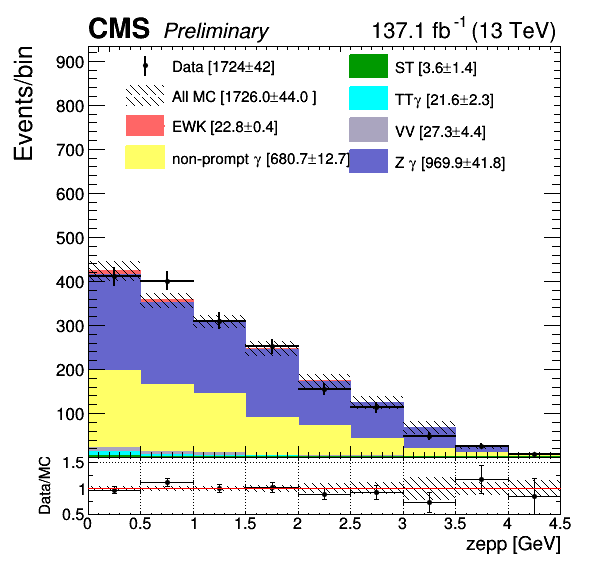 CMS Preliminary 137.1 fb⁻¹ (13 TeV)
Events/bin
Data [1724±42]
All MC [1726.0±44.0 ]
EWK [22.8±0.4]
non-prompt γ [680.7±12.7]
ST [3.6±1.4]
TTγ [21.6±2.3]
VV [27.3±4.4]
Z γ [969.9±41.8]
900
800
700
600
500
400
300
200
100
Data/MC
1.5
1
0.5
0 0.5 1 1.5 2 2.5 3 3.5 4 4.5
zepp [GeV]